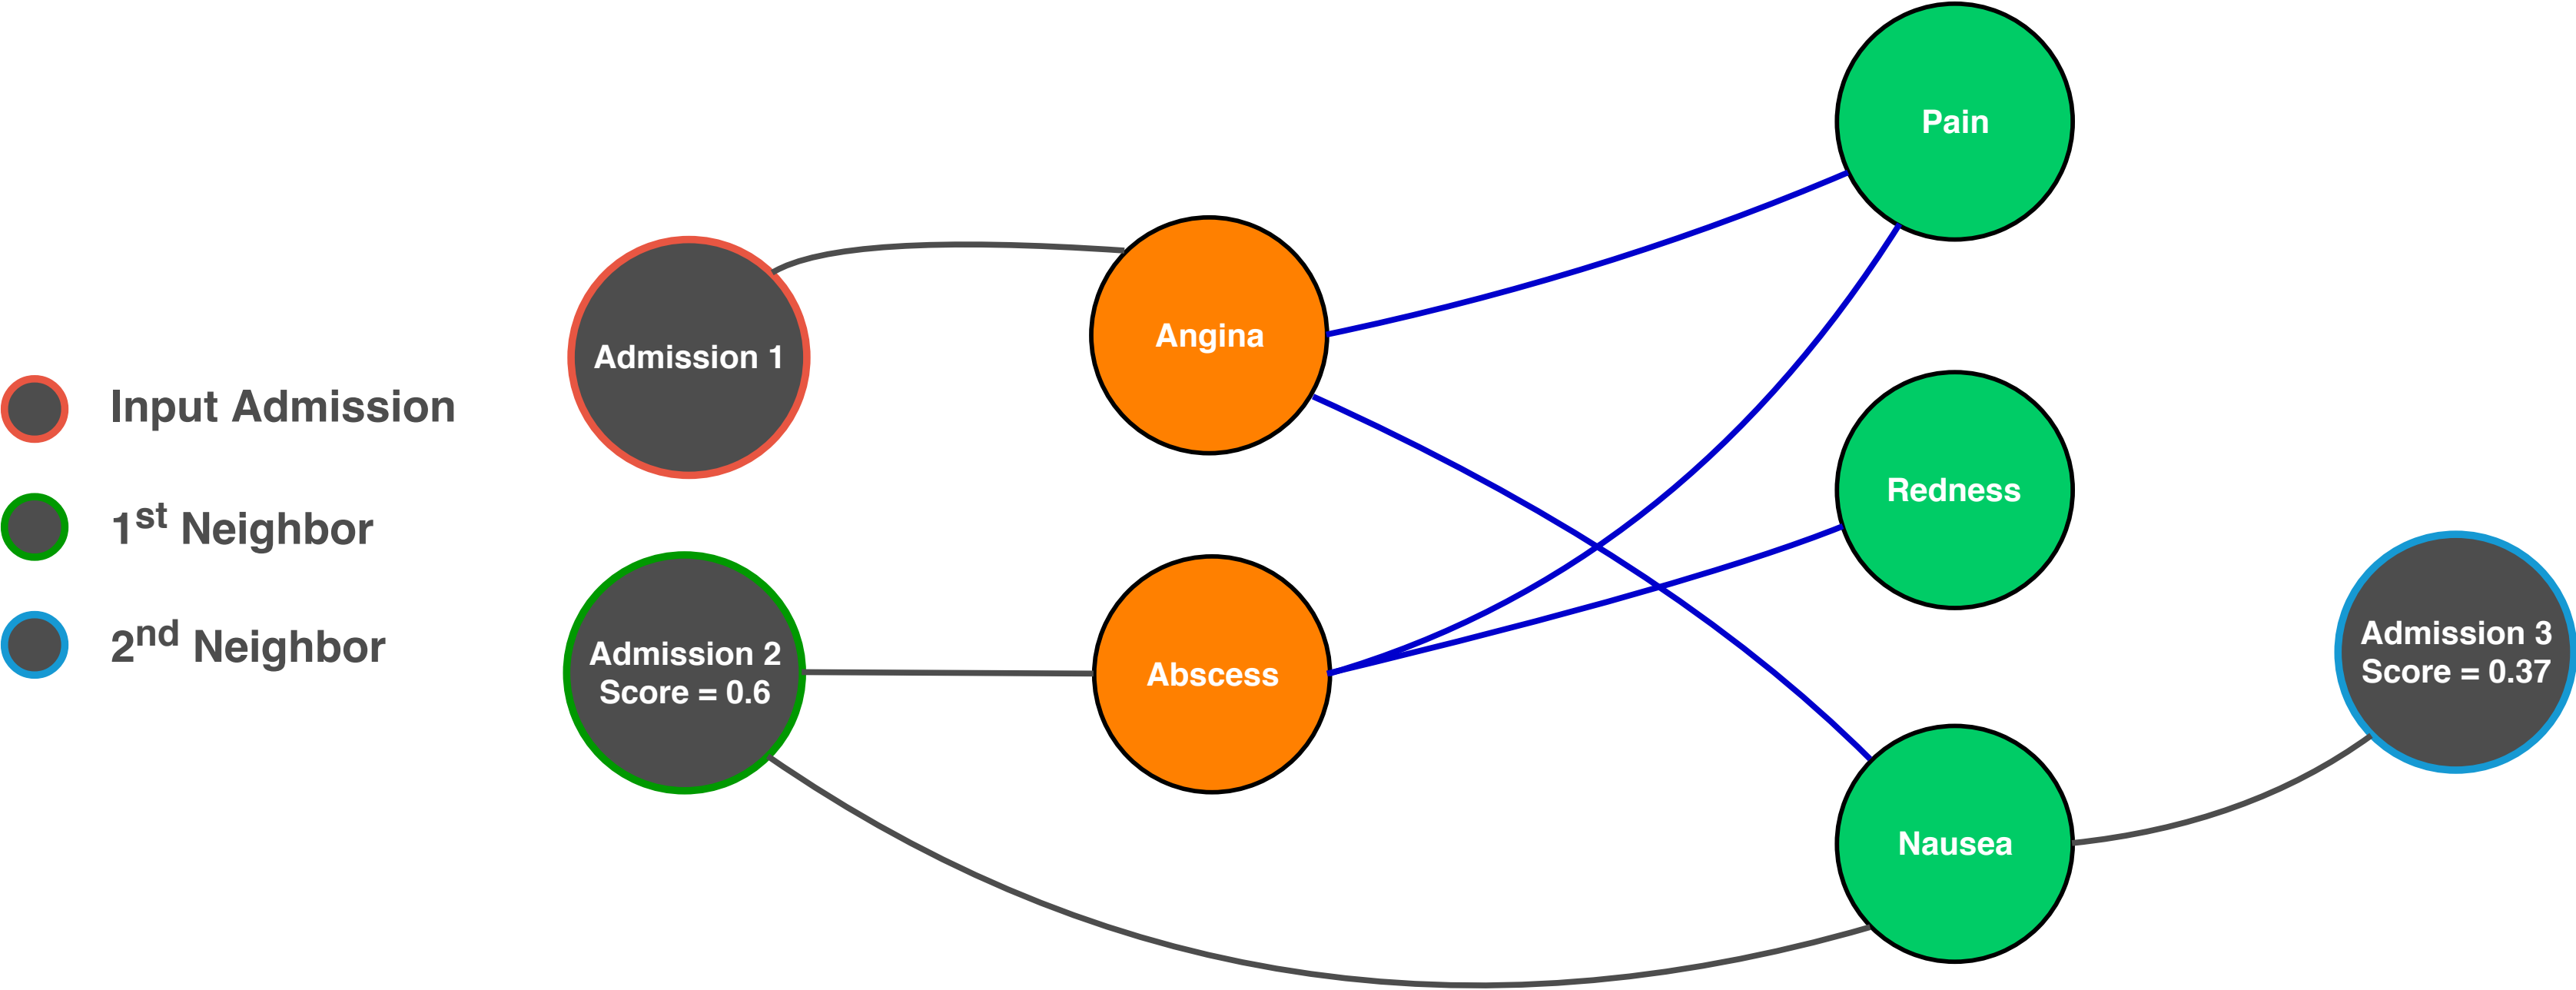 Input Admission
1st Neighbor
2nd Neighbor
Admission 1
Admission 2
Score = 0.6
Angina
Abscess
Pain
Redness
Nausea
Admission 3
Score = 0.37